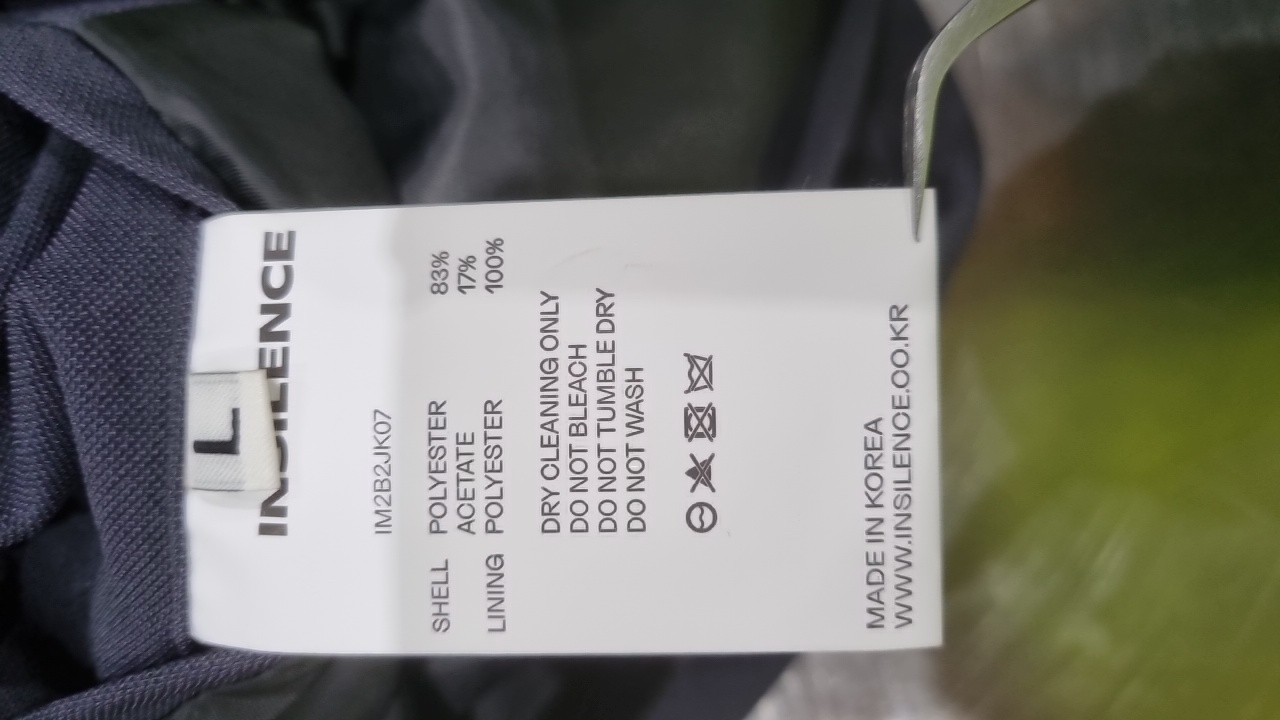 L
INSILENCE
IM2B2JK07
SHELL POLYESTER 83%
ACETATE 17%
LINING POLYESTER 100%
DRY CLEANING ONLY
DO NOT BLEACH
DO NOT TUMBLE DRY
DO NOT WASH
MADE IN KOREA
WWW.INSILENCE.OO.KR